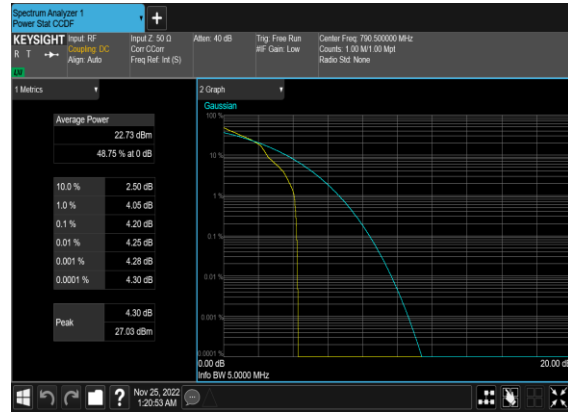 Spectrum Analyzer 1
Power Stat CCDF
+
KEYSIGHT
R T
LW
Input: RF
Coupling: DC
Align: Auto
Input Z: 50 Ω
Corr CCorr
Freq Ref: Int (S)
Atten: 40 dB
Trig: Free Run
#IF Gain: Low
Center Freq: 790.500000 MHz
Counts: 1.00 M/1.00 Mpt
Radio Std: None
1 Metrics
Average Power
22.73 dBm
48.75 % at 0 dB
10.0 % 2.50 dB
1.0 % 4.05 dB
0.1 % 4.20 dB
0.01 % 4.25 dB
0.001 % 4.28 dB
0.0001 % 4.30 dB
Peak
4.30 dB
27.03 dBm
2 Graph
Gaussian
100 %
10 %
1 %
0.1 %
0.01 %
0.001 %
0.0001 %
0.00 dB
20.00 dB
Info BW 5.0000 MHz
?
Nov 25, 2022
1:20:53 AM